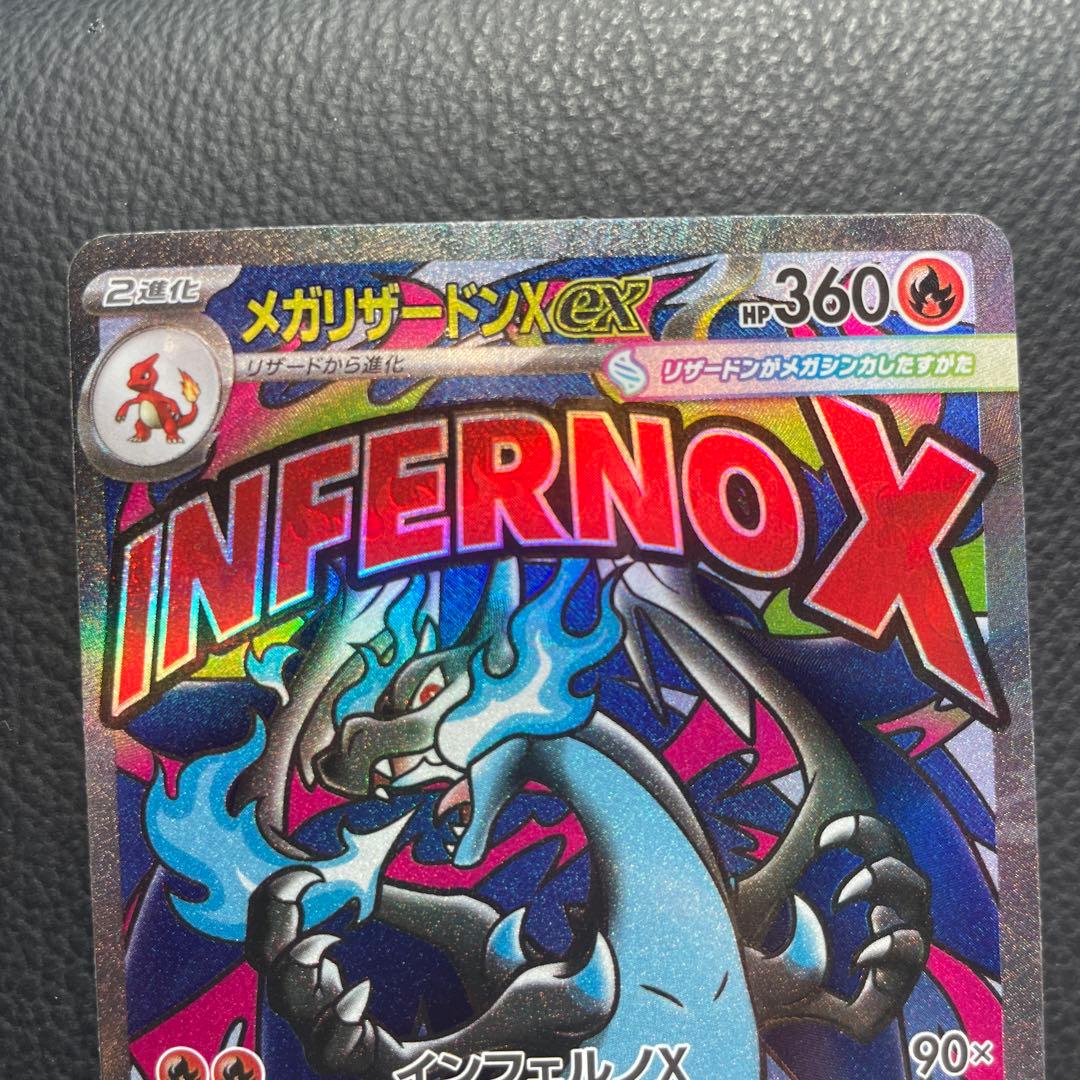 2進化
メガリザードンXex
HP360
リザードから進化
リザードンがメガシンカしたすがた
INFERNO X
インフェルノX
90×